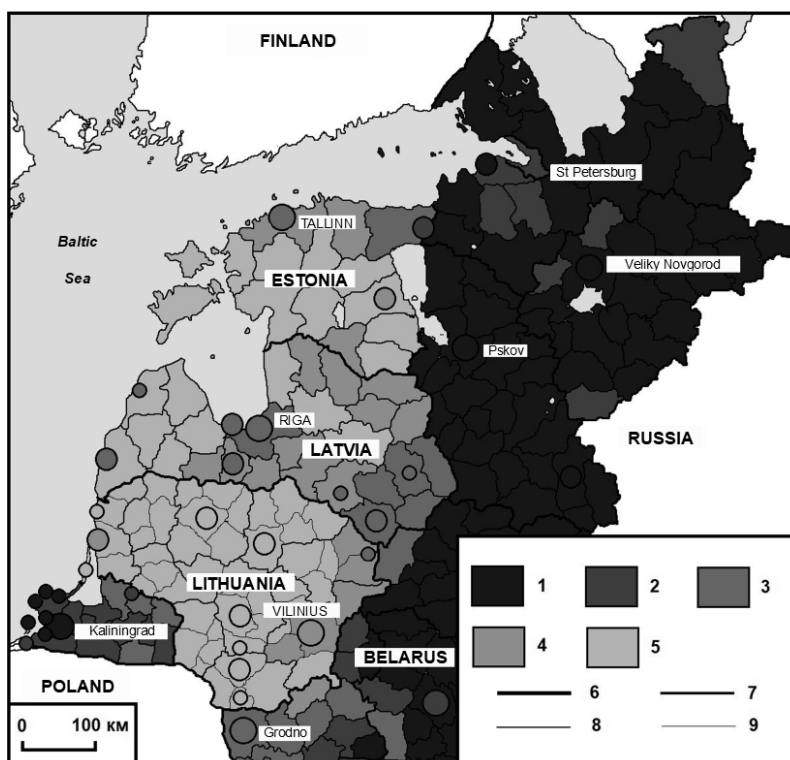 FINLAND
St Petersburg
TALLINN
Baltic
Sea
Veliky Novgorod
ESTONIA
Pskov
RIGA
RUSSIA
LATVIA
LITHUANIA
1 2 3
VILINIUS
Kaliningrad
4 5
BELARUS
POLAND
6 7
0 100 км
Grodno
8 9